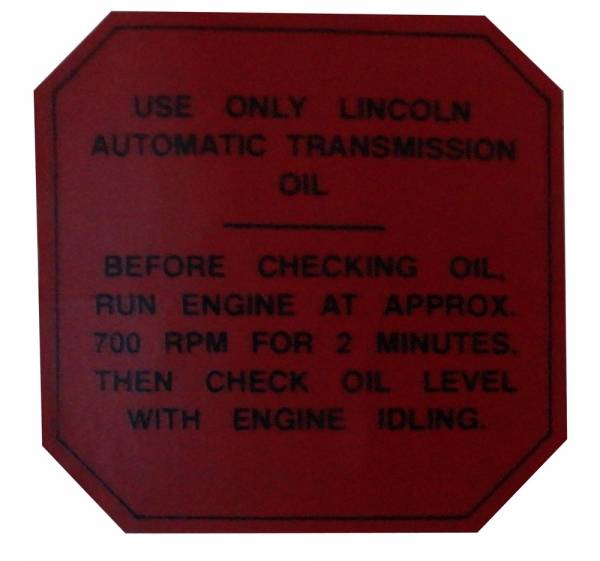 USE ONLY LINCOLN
AUTOMATIC TRANSMISSION
OIL
BEFORE CHECKING OIL,
RUN ENGINE AT APPROX.
700 RPM FOR 2 MINUTES.
THEN CHECK OIL LEVEL
WITH ENGINE IDLING.